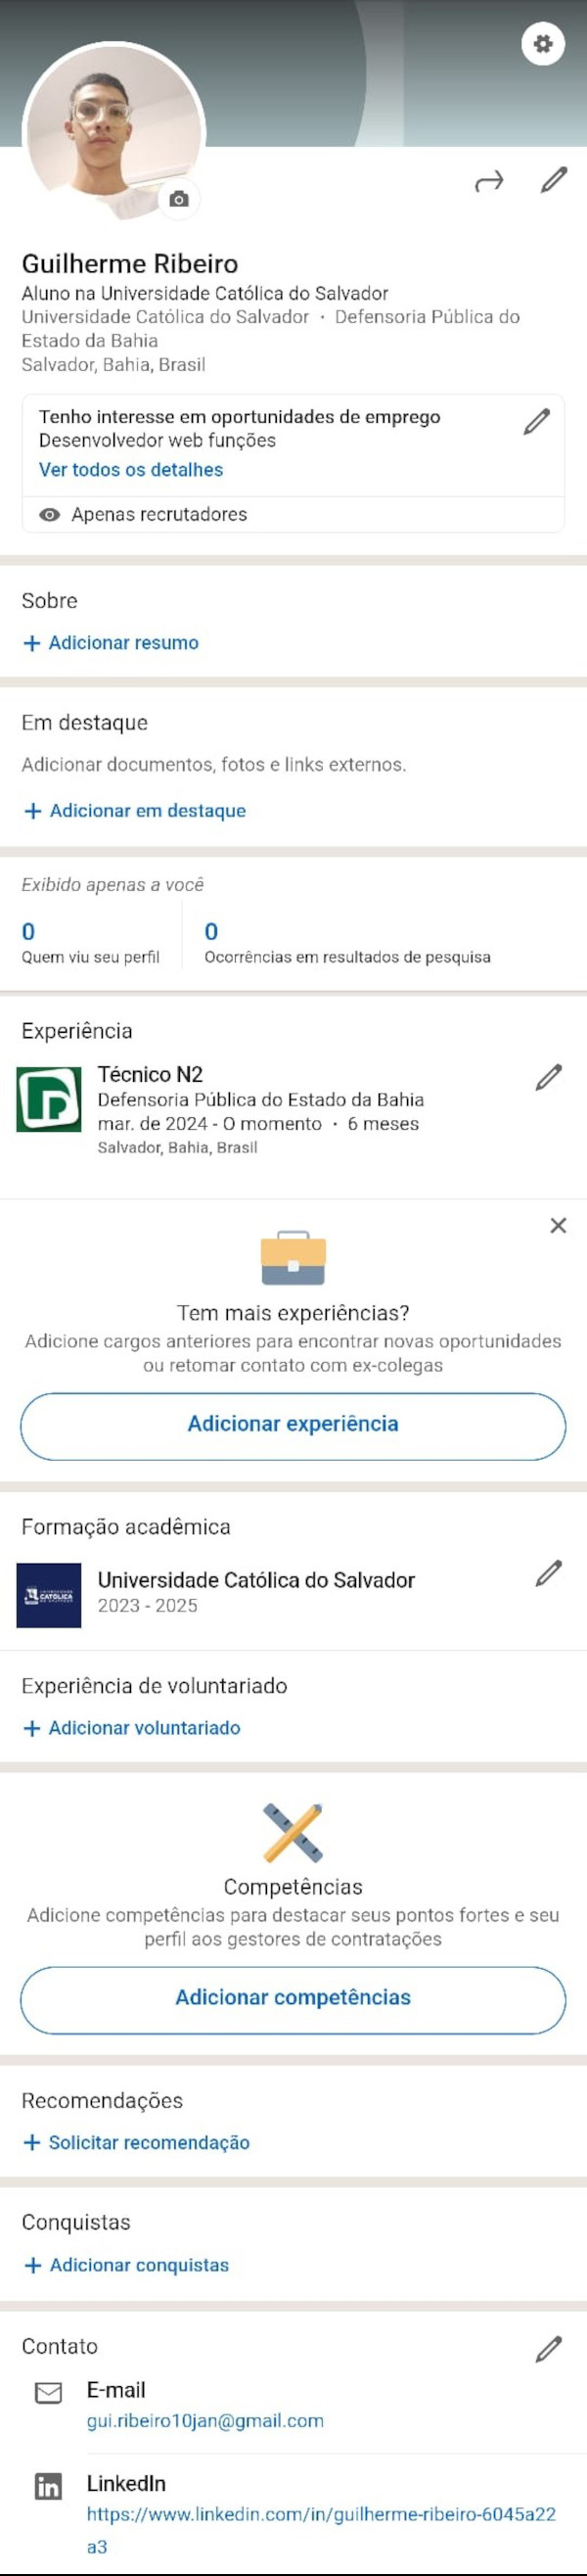 Guilherme Ribeiro
Aluno na Universidade Católica do Salvador
Universidade Católica do Salvador · Defensoria Pública do
Estado da Bahia
Salvador, Bahia, Brasil
Tenho interesse em oportunidades de emprego
Desenvolvedor web funções
Ver todos os detalhes
Apenas recrutadores
Sobre
+ Adicionar resumo
Em destaque
Adicionar documentos, fotos e links externos.
+ Adicionar em destaque
Exibido apenas a você
0
Quem viu seu perfil
0
Ocorrências em resultados de pesquisa
Experiência
Técnico N2
Defensoria Pública do Estado da Bahia
mar. de 2024 - O momento · 6 meses
Salvador, Bahia, Brasil
Tem mais experiências?
Adicione cargos anteriores para encontrar novas oportunidades
ou retomar contato com ex-colegas
Adicionar experiência
Formação acadêmica
CATÓLICA
Universidade Católica do Salvador
2023 - 2025
Experiência de voluntariado
+ Adicionar voluntariado
Competências
Adicione competências para destacar seus pontos fortes e seu
perfil aos gestores de contratações
Adicionar competências
Recomendações
+ Solicitar recomendação
Conquistas
+ Adicionar conquistas
Contato
E-mail
gui.ribeiro10jan@gmail.com
in
LinkedIn
https://www.linkedin.com/in/guilherme-ribeiro-6045a22
a3